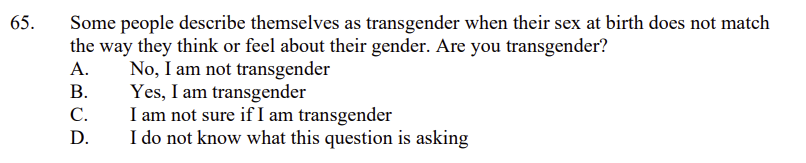 65. Some people describe themselves as transgender when their sex at birth does not match
the way they think or feel about their gender. Are you transgender?
A. No, I am not transgender
B. Yes, I am transgender
C. I am not sure if I am transgender
D. I do not know what this question is asking